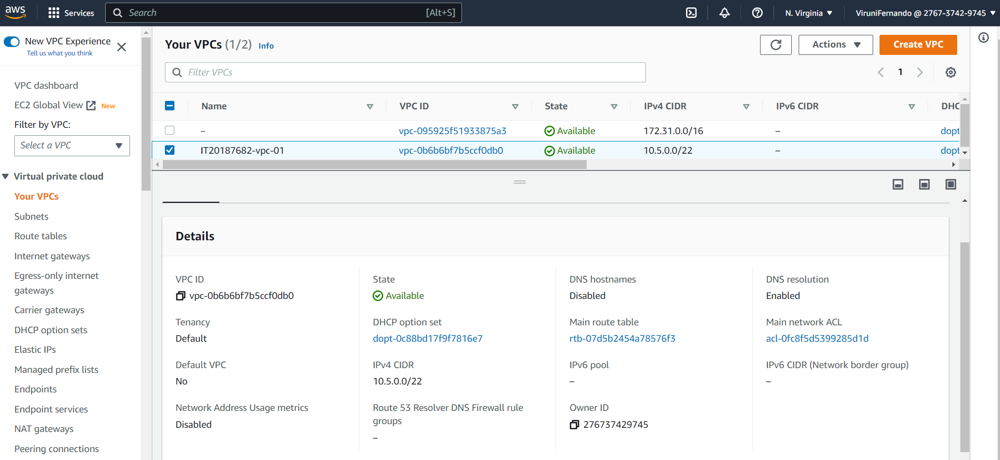 aws
Services
Search
[Alt+S]
N. Virginia
ViruniFernando @ 2767-3742-9745
New VPC Experience
Tell us what you think
VPC dashboard
EC2 Global View New
Filter by VPC:
Select a VPC
Virtual private cloud
Your VPCs
Subnets
Route tables
Internet gateways
Egress-only internet
gateways
Carrier gateways
DHCP option sets
Elastic IPs
Managed prefix lists
Endpoints
Endpoint services
NAT gateways
Peering connections
Your VPCs (1/2) Info
Actions
Create VPC
Filter VPCs
1
Name VPC ID State IPv4 CIDR IPv6 CIDR DHC
– vpc-095925f51933875a3 Available 172.31.0.0/16 – dopt
IT20187682-vpc-01 vpc-0b6b6bf7b5ccf0db0 Available 10.5.0.0/22 – dopt
Details
VPC ID
vpc-0b6b6bf7b5ccf0db0
State
Available
DNS hostnames
Disabled
DNS resolution
Enabled
Tenancy
Default
DHCP option set
dopt-0c88bd17f9f7816e7
Main route table
rtb-07d5b2454a78576f3
Main network ACL
acl-0fc8f5d5399285d1d
Default VPC
No
IPv4 CIDR
10.5.0.0/22
IPv6 pool
–
IPv6 CIDR (Network border group)
–
Network Address Usage metrics
Disabled
Route 53 Resolver DNS Firewall rule
groups
–
Owner ID
276737429745